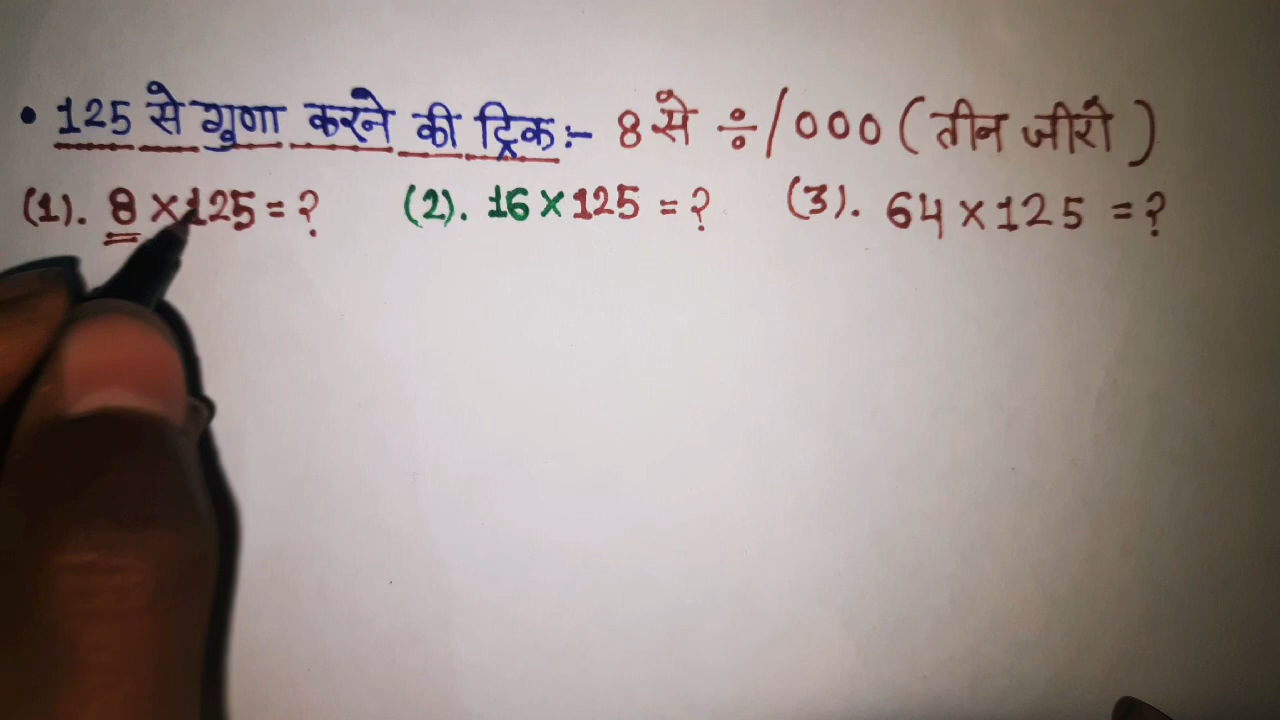 • 125 से गुणा करने की ट्रिक:- 8 से ÷/000 (तीन जीरो)
(1). 8 × 125 = ? (2). 16 × 125 = ? (3). 64 × 125 = ?